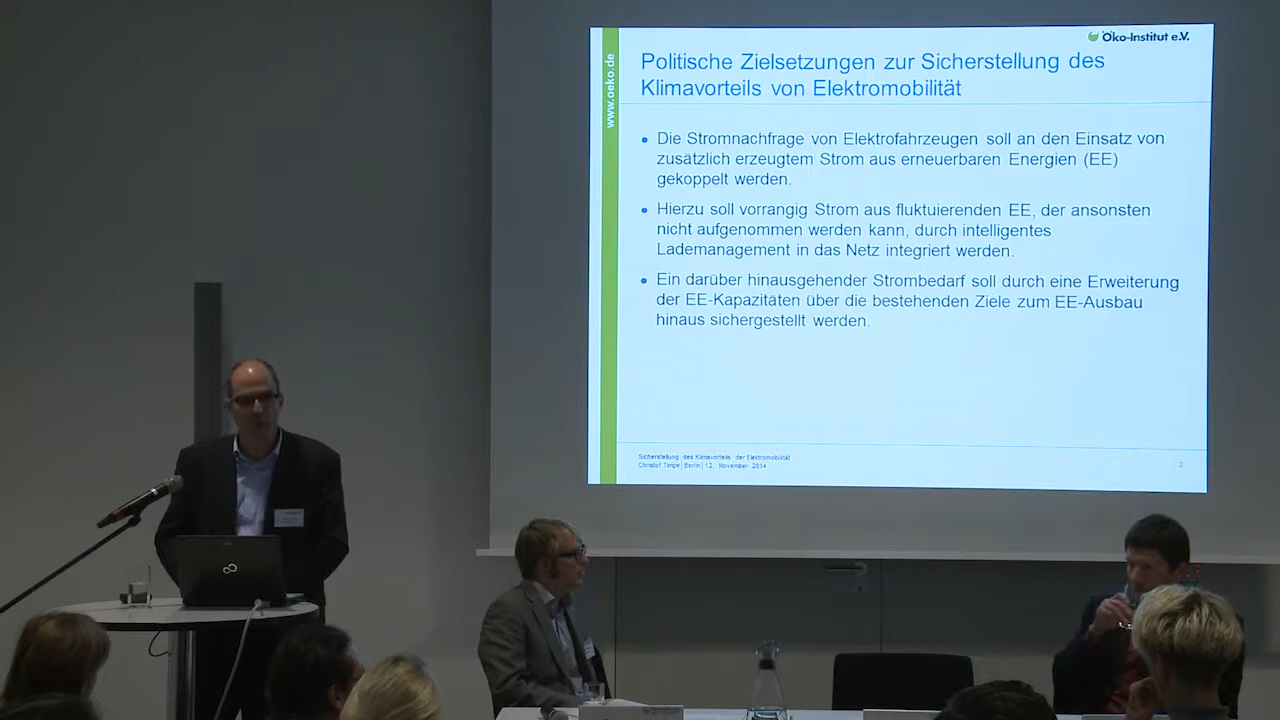 Öko-Institut e.V.
www.oeko.de
Politische Zielsetzungen zur Sicherstellung des
Klimavorteils von Elektromobilität
Die Stromnachfrage von Elektrofahrzeugen soll an den Einsatz von
zusätzlich erzeugtem Strom aus erneuerbaren Energien (EE)
gekoppelt werden.
Hierzu soll vorrangig Strom aus fluktuierenden EE, der ansonsten
nicht aufgenommen werden kann, durch intelligentes
Lademanagement in das Netz integriert werden.
Ein darüber hinausgehender Strombedarf soll durch eine Erweiterung
der EE-Kapazitäten über die bestehenden Ziele zum EE-Ausbau
hinaus sichergestellt werden.
Sicherstellung des Klimavorteils der Elektromobilität
Christof Timpe | Berlin | 12. November 2014
2